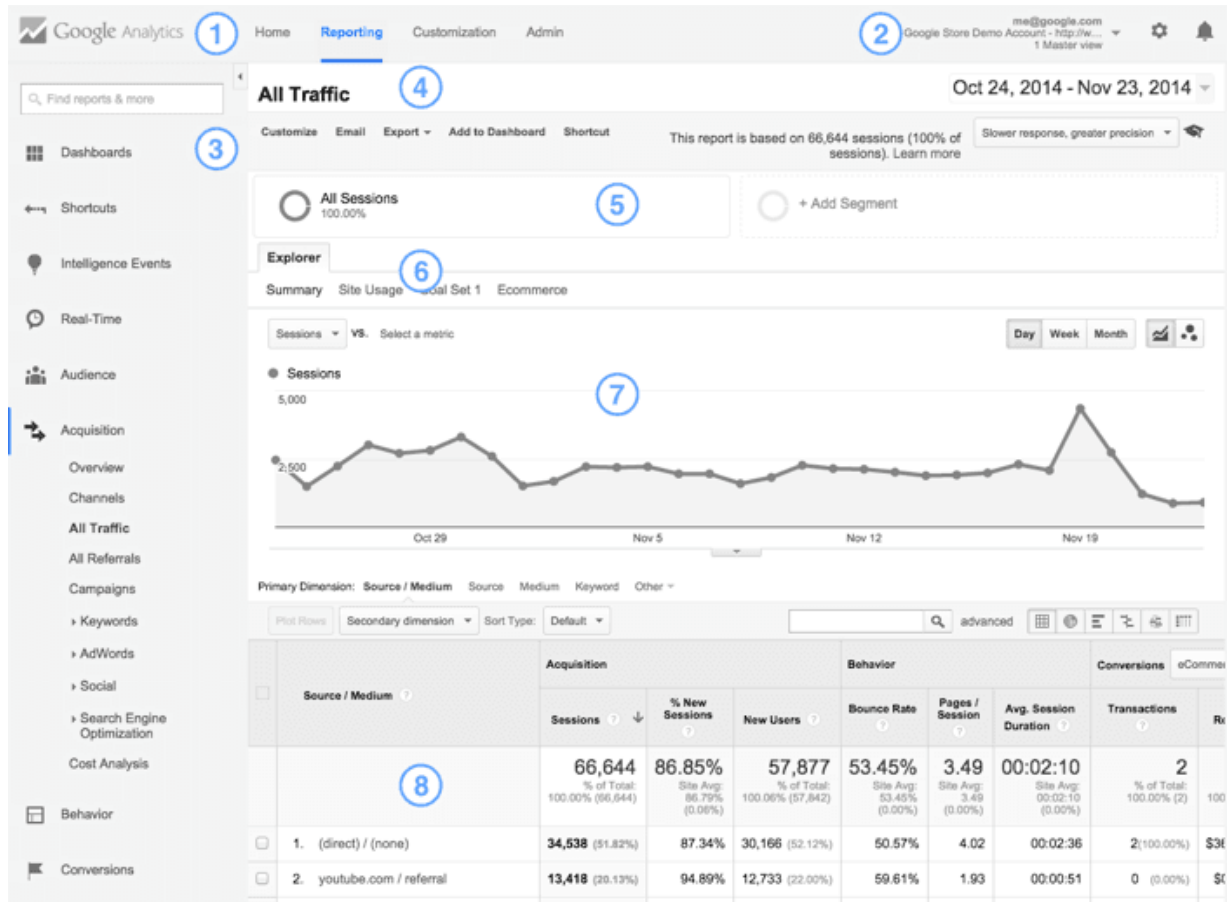 Google Analytics
1
Home Reporting Customization Admin
2
me@google.com
Google Store Demo Account - http://w...
1 Master view
Find reports & more
All Traffic
4
Oct 24, 2014 - Nov 23, 2014
Customize Email Export Add to Dashboard Shortcut
This report is based on 66,644 sessions (100% of
sessions). Learn more
Slower response, greater precision
3
Dashboards
Shortcuts
Intelligence Events
Real-Time
Audience
Acquisition
Overview
Channels
All Traffic
All Referrals
Campaigns
Keywords
AdWords
Social
Search Engine
Optimization
Cost Analysis
Behavior
Conversions
All Sessions
100.00%
5
+ Add Segment
Explorer
6
Summary Site Usage Goal Set 1 Ecommerce
Sessions VS. Select a metric
Day Week Month
Sessions
7
5,000
2,500
Oct 29 Nov 5 Nov 12 Nov 19
Primary Dimension: Source / Medium Source Medium Keyword Other
Plot Rows Secondary dimension Sort Type: Default
advanced
Acquisition Behavior Conversions eComme
Source / Medium ?
Sessions ?
% New
Sessions
?
New Users ?
Bounce Rate
?
Pages /
Session
?
Avg. Session
Duration ?
Transactions
?
8
66,644
% of Total:
100.00% (66,644)
86.85%
Site Avg:
86.79%
(0.06%)
57,877
% of Total:
100.06% (57,842)
53.45%
Site Avg:
53.45%
(0.00%)
3.49
Site Avg:
3.49
(0.00%)
00:02:10
Site Avg:
00:02:10
(0.00%)
2
% of Total:
100.00% (2)
1. (direct) / (none) 34,538 (51.82%) 87.34% 30,166 (52.12%) 50.57% 4.02 00:02:36 2(100.00%)
2. youtube.com / referral 13,418 (20.13%) 94.89% 12,733 (22.00%) 59.61% 1.93 00:00:51 0 (0.00%)